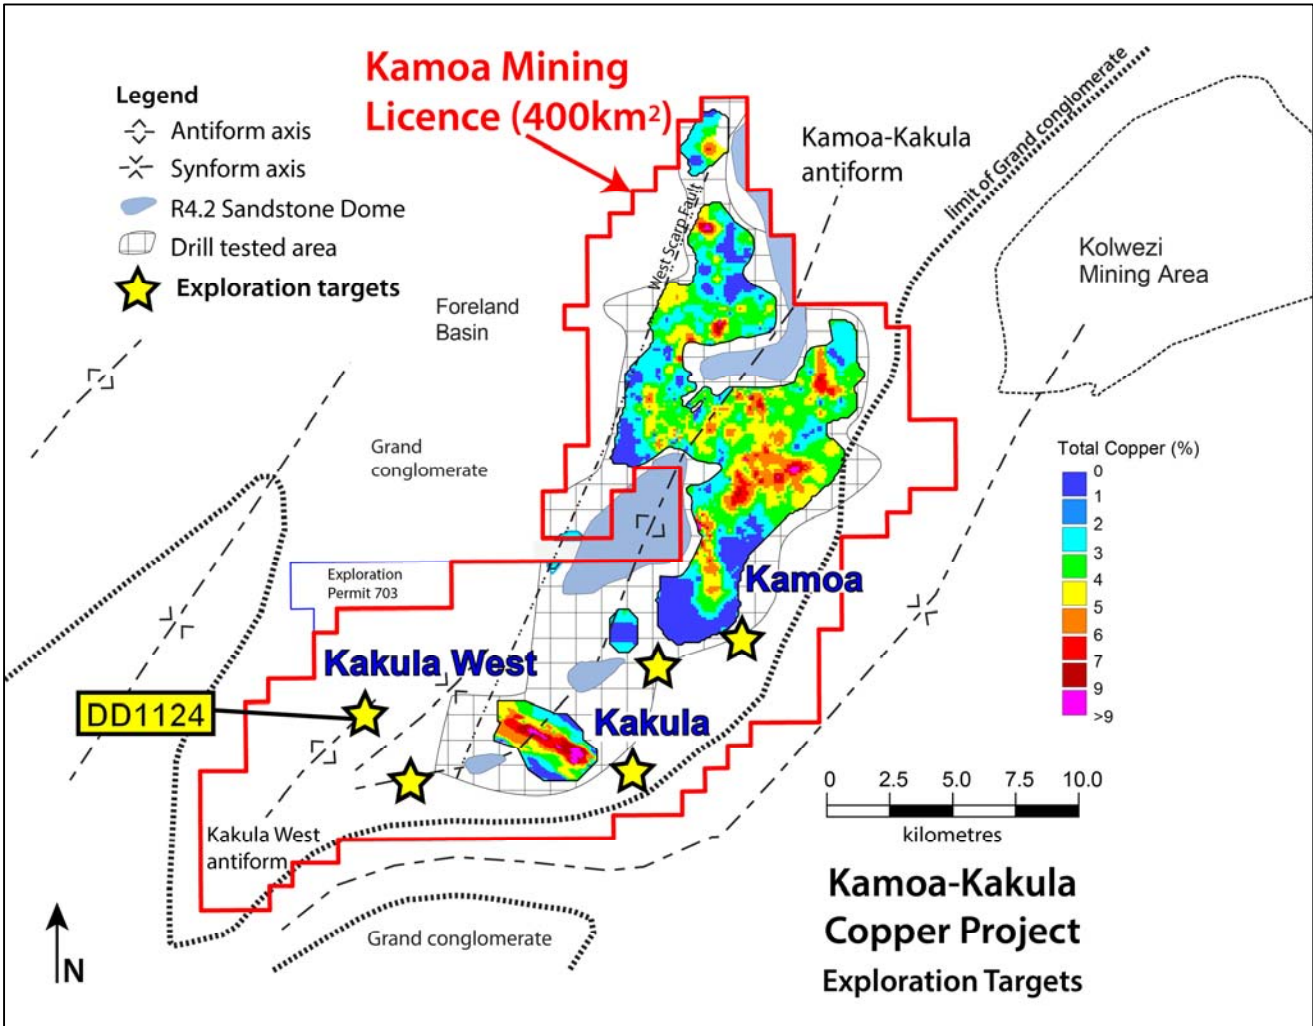 Kamoa Mining
Licence (400km²)
Legend
Antiform axis
Synform axis
R4.2 Sandstone Dome
Drill tested area
Exploration targets
Kamoa-Kakula
antiform
limit of Grand conglomerate
West Scarp Fault
Kolwezi
Mining Area
Foreland
Basin
Grand
conglomerate
Total Copper (%)
0
1
2
3
4
5
6
7
9
>9
Exploration
Permit 703
Kamoa
Kakula West
DD1124
Kakula
Kakula West
antiform
0 2.5 5.0 7.5 10.0
kilometres
Grand conglomerate
N
Kamoa-Kakula
Copper Project
Exploration Targets